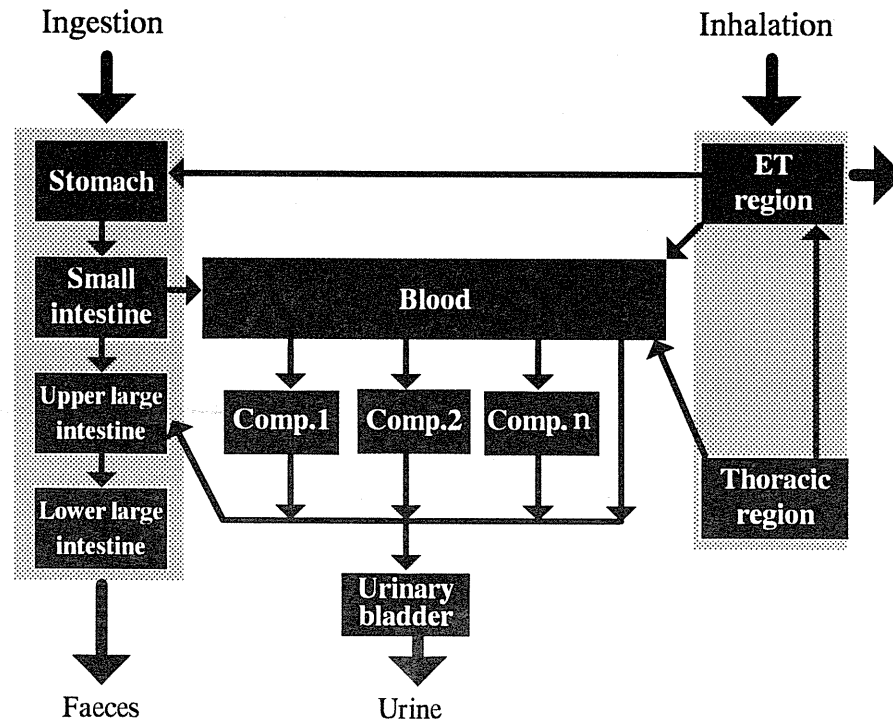 Ingestion
Inhalation
Stomach
ET
region
Small
intestine
Blood
Upper large
intestine
Comp.1
Comp.2
Comp. n
Thoracic
region
Lower large
intestine
Urinary
bladder
Faeces
Urine